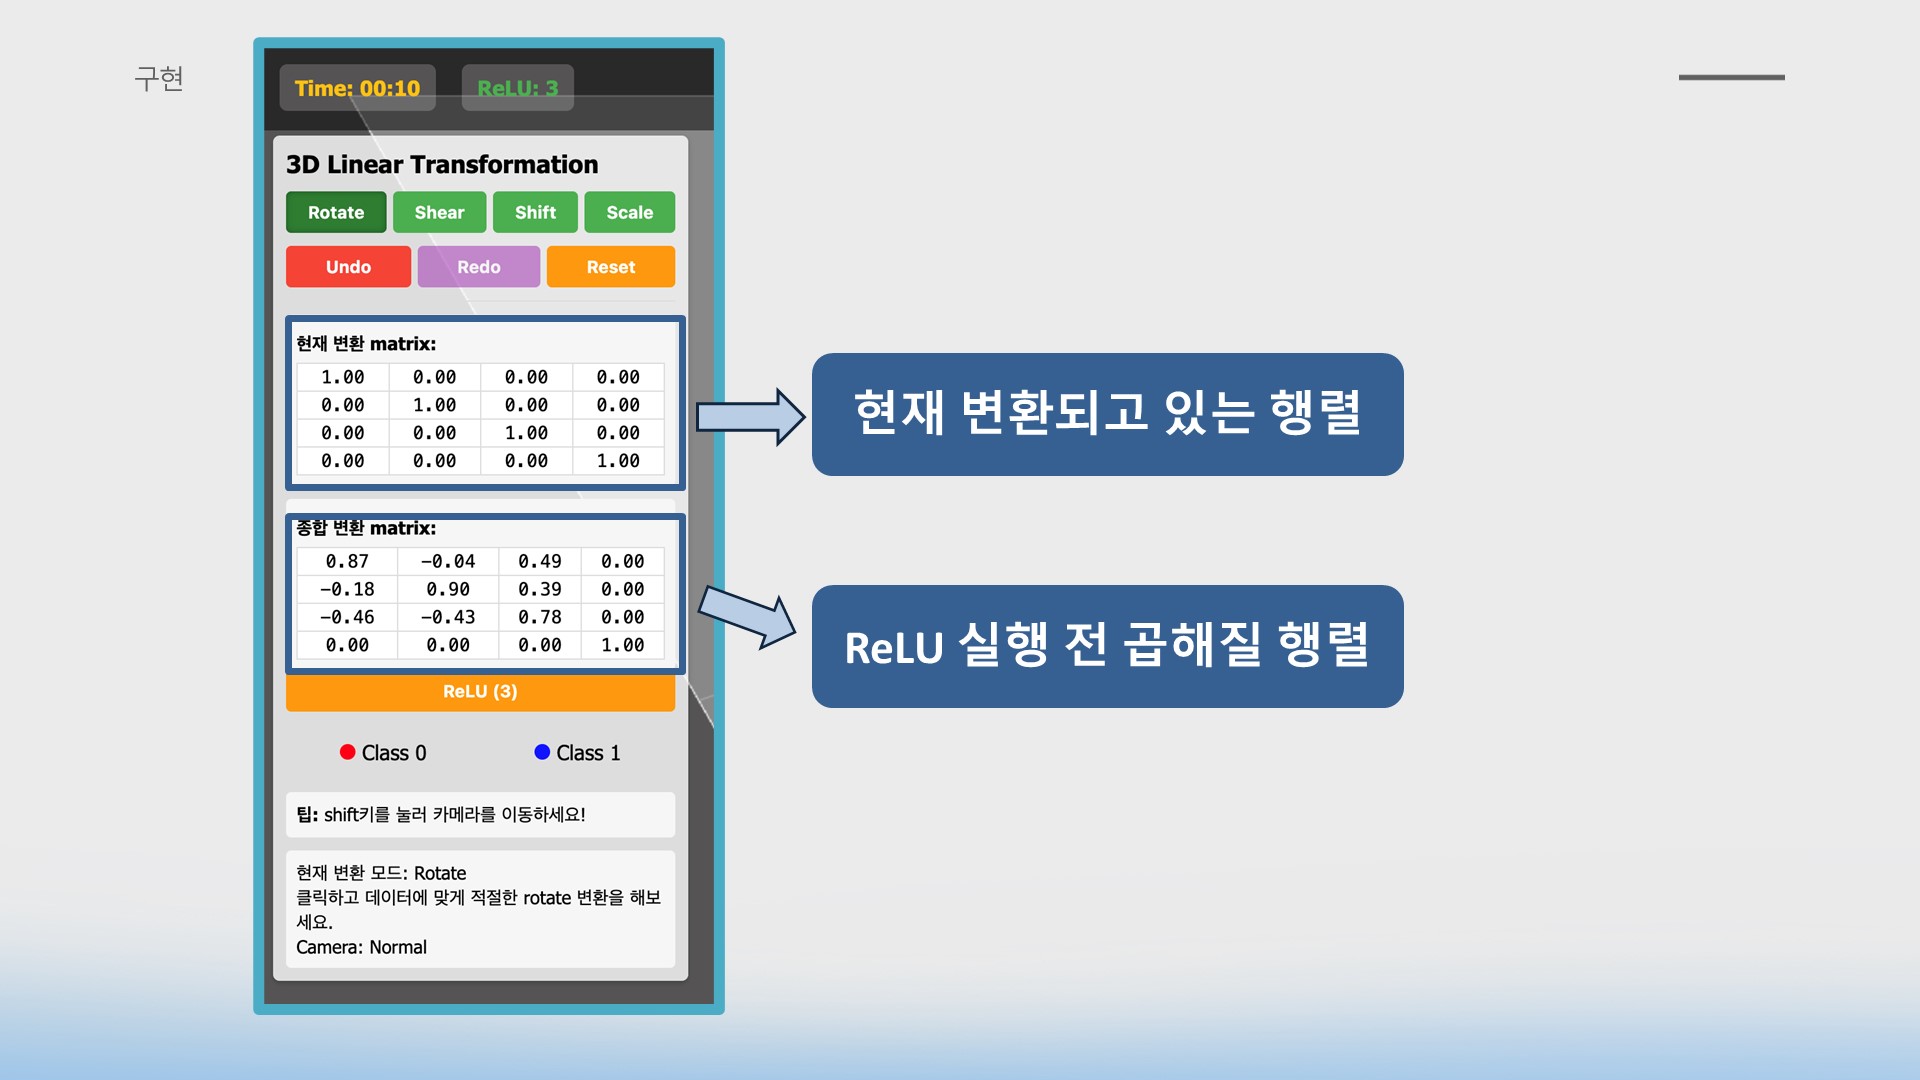 구현
Time: 00:10 ReLU: 3
3D Linear Transformation
Rotate Shear Shift Scale
Undo Redo Reset
현재 변환 matrix:
1.00 0.00 0.00 0.00
0.00 1.00 0.00 0.00
0.00 0.00 1.00 0.00
0.00 0.00 0.00 1.00
현재 변환되고 있는 행렬
종합 변환 matrix:
0.87 -0.04 0.49 0.00
-0.18 0.90 0.39 0.00
-0.46 -0.43 0.78 0.00
0.00 0.00 0.00 1.00
ReLU 실행 전 곱해질 행렬
ReLU (3)
Class 0 Class 1
팁: shift키를 눌러 카메라를 이동하세요!
현재 변환 모드: Rotate
클릭하고 데이터에 맞게 적절한 rotate 변환을 해보
세요.
Camera: Normal